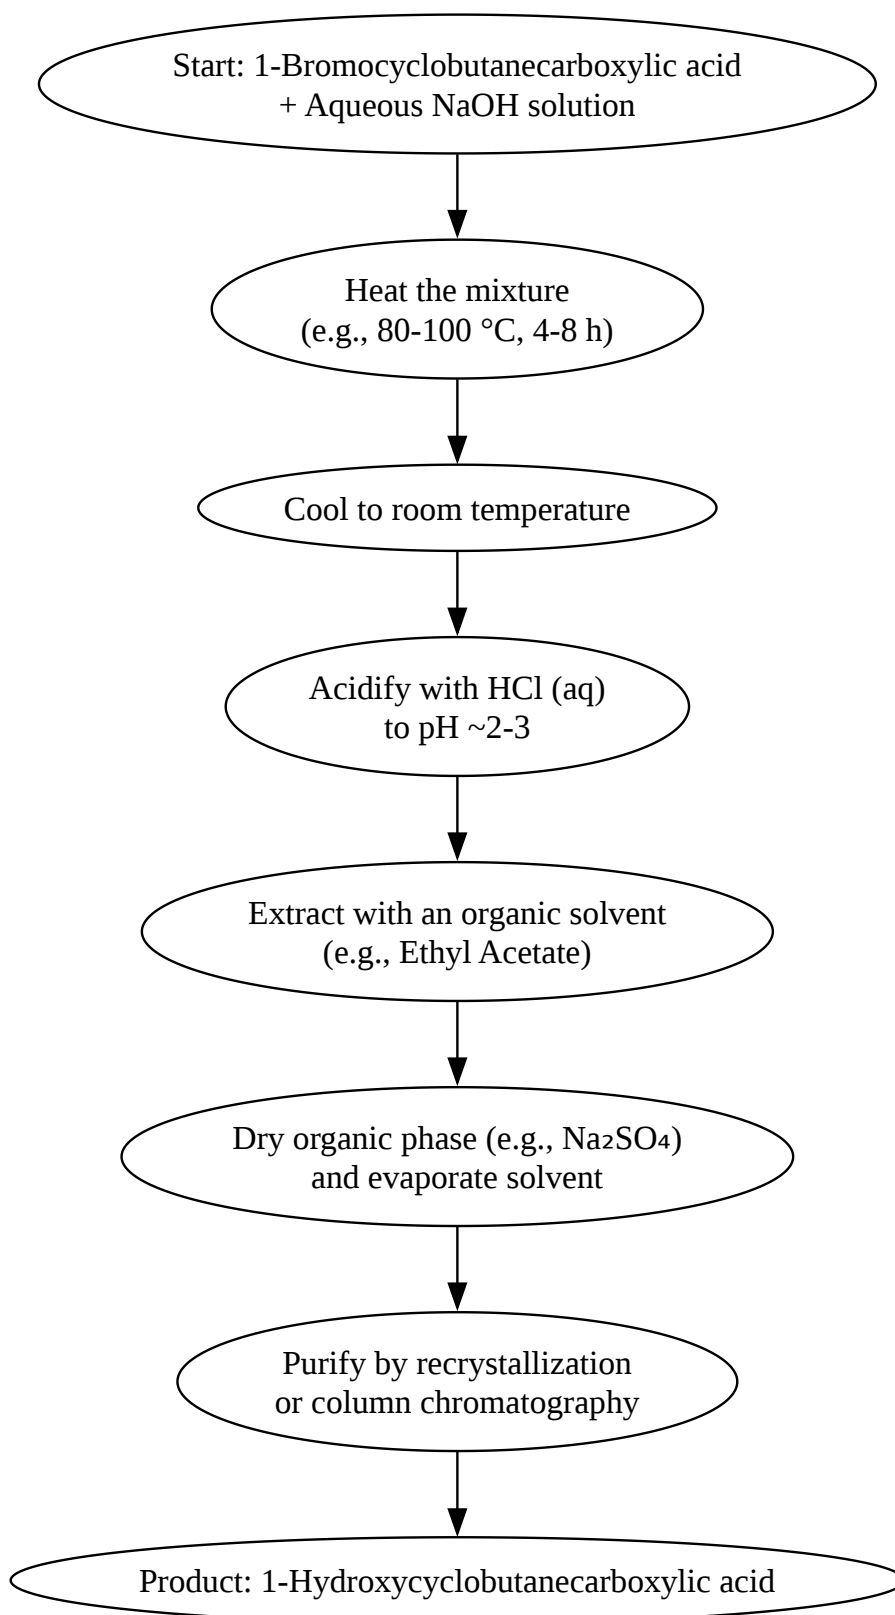 Start: 1-Bromocyclobutanecarboxylic acid
+ Aqueous NaOH solution
Heat the mixture
(e.g., 80-100 °C, 4-8 h)
Cool to room temperature
Acidify with HCl (aq)
to pH ~2-3
Extract with an organic solvent
(e.g., Ethyl Acetate)
Dry organic phase (e.g., Na₂SO₄)
and evaporate solvent
Purify by recrystallization
or column chromatography
Product: 1-Hydroxycyclobutanecarboxylic acid